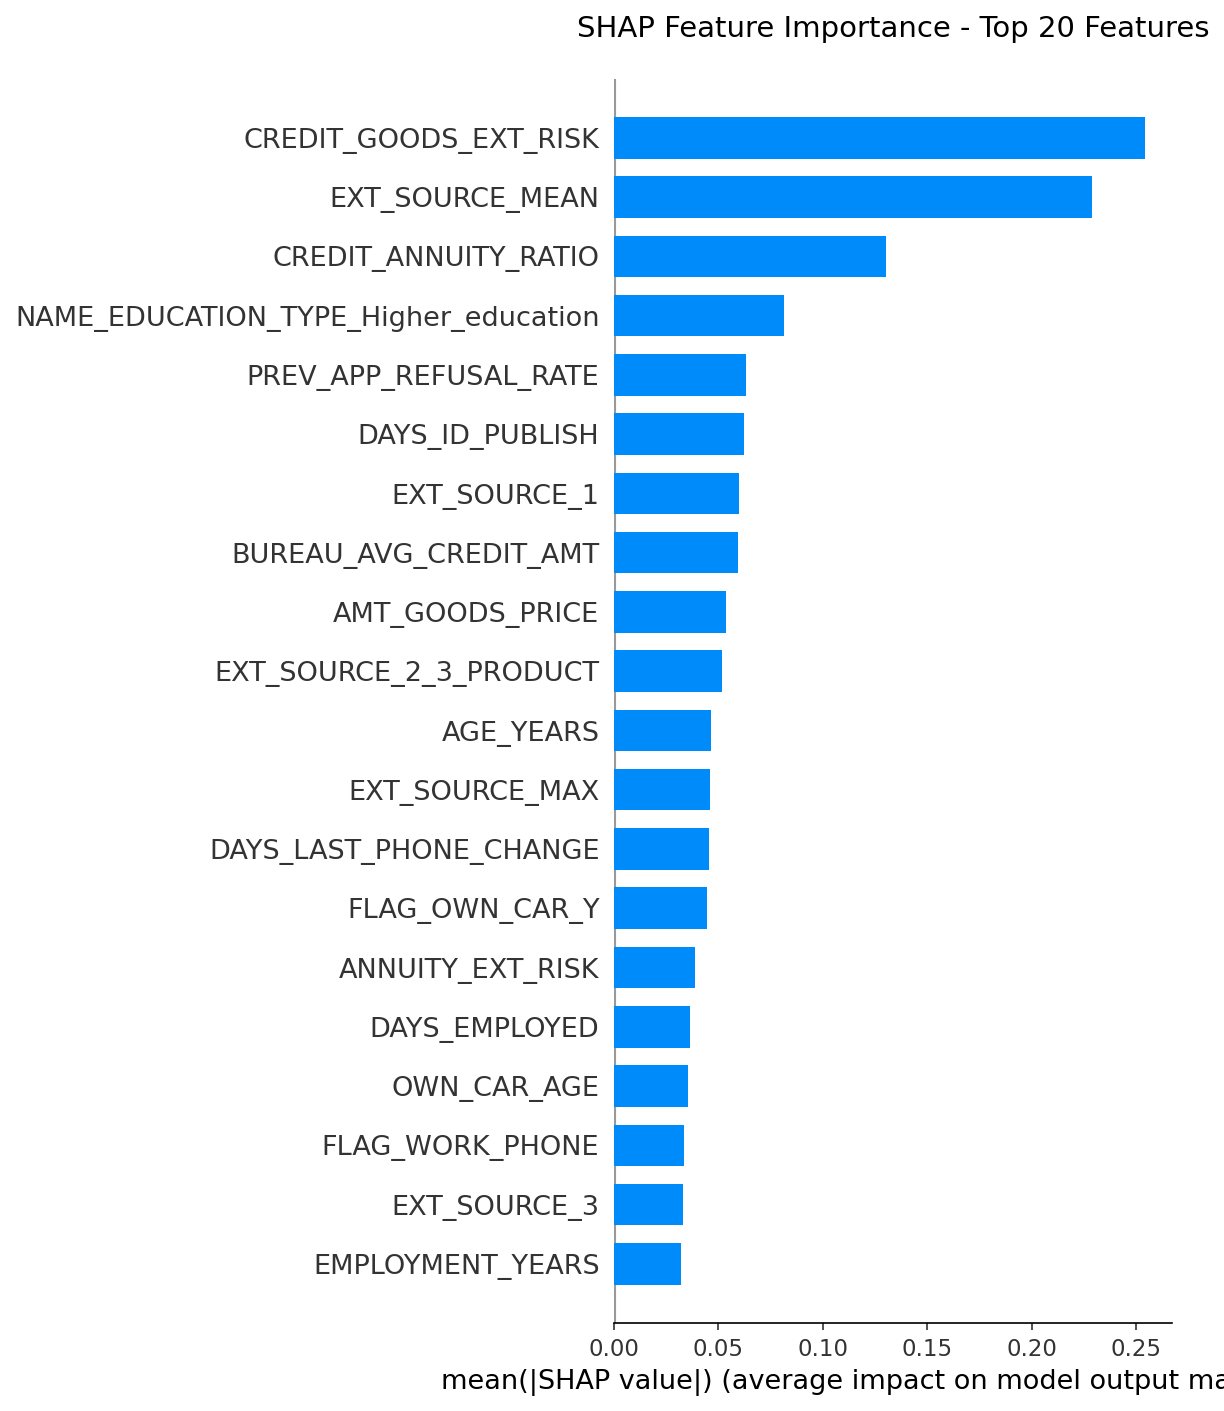 SHAP Feature Importance - Top 20 Features
CREDIT_GOODS_EXT_RISK
EXT_SOURCE_MEAN
CREDIT_ANNUITY_RATIO
NAME_EDUCATION_TYPE_Higher_education
PREV_APP_REFUSAL_RATE
DAYS_ID_PUBLISH
EXT_SOURCE_1
BUREAU_AVG_CREDIT_AMT
AMT_GOODS_PRICE
EXT_SOURCE_2_3_PRODUCT
AGE_YEARS
EXT_SOURCE_MAX
DAYS_LAST_PHONE_CHANGE
FLAG_OWN_CAR_Y
ANNUITY_EXT_RISK
DAYS_EMPLOYED
OWN_CAR_AGE
FLAG_WORK_PHONE
EXT_SOURCE_3
EMPLOYMENT_YEARS
0.00 0.05 0.10 0.15 0.20 0.25
mean(|SHAP value|) (average impact on model output ma